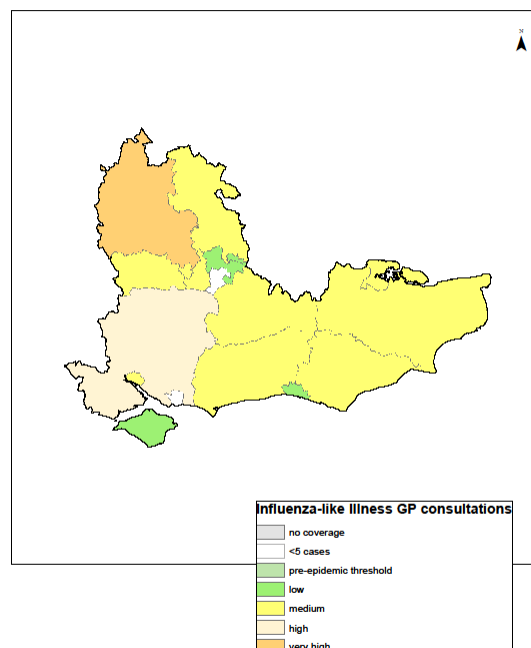 N
Influenza-like Illness GP consultations
no coverage
<5 cases
pre-epidemic threshold
low
medium
high
very high